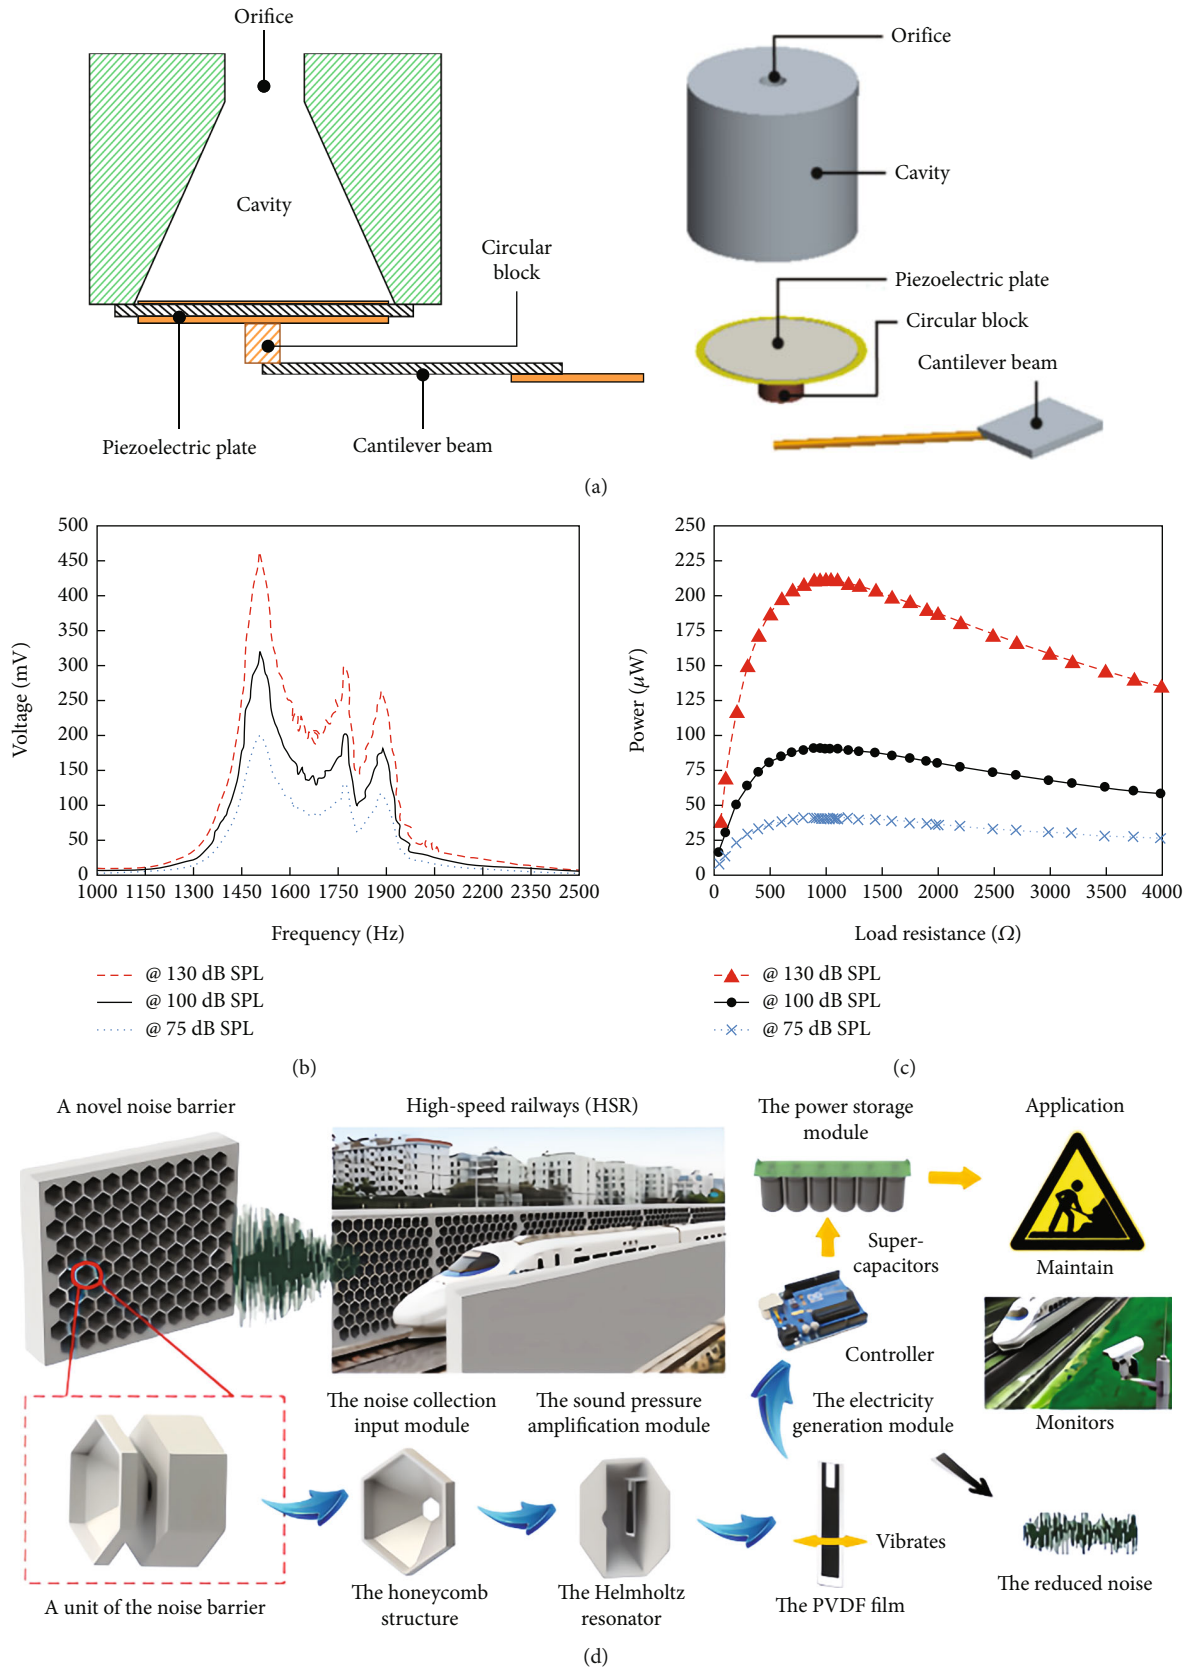 Orifice
Cavity
Circular
block
Piezoelectric plate
Cantilever beam
Orifice
Cavity
Piezoelectric plate
Circular block
Cantilever beam
(a)
500
450
400
350
300
250
200
150
100
50
0
1000 1150 1300 1450 1600 1750 1900 2050 2200 2350 2500
Voltage (mV)
Frequency (Hz)
@ 130 dB SPL
@ 100 dB SPL
@ 75 dB SPL
(b)
250
225
200
175
150
125
100
75
50
25
0
0 500 1000 1500 2000 2500 3000 3500 4000
Power (μW)
Load resistance (Ω)
@ 130 dB SPL
@ 100 dB SPL
@ 75 dB SPL
(c)
A novel noise barrier
High-speed railways (HSR)
The power storage
module
Application
Super-
capacitors
Maintain
Controller
The noise collection
input module
The sound pressure
amplification module
The electricity
generation module
Monitors
Vibrates
A unit of the noise barrier
The honeycomb
structure
The Helmholtz
resonator
The PVDF film
The reduced noise
(d)